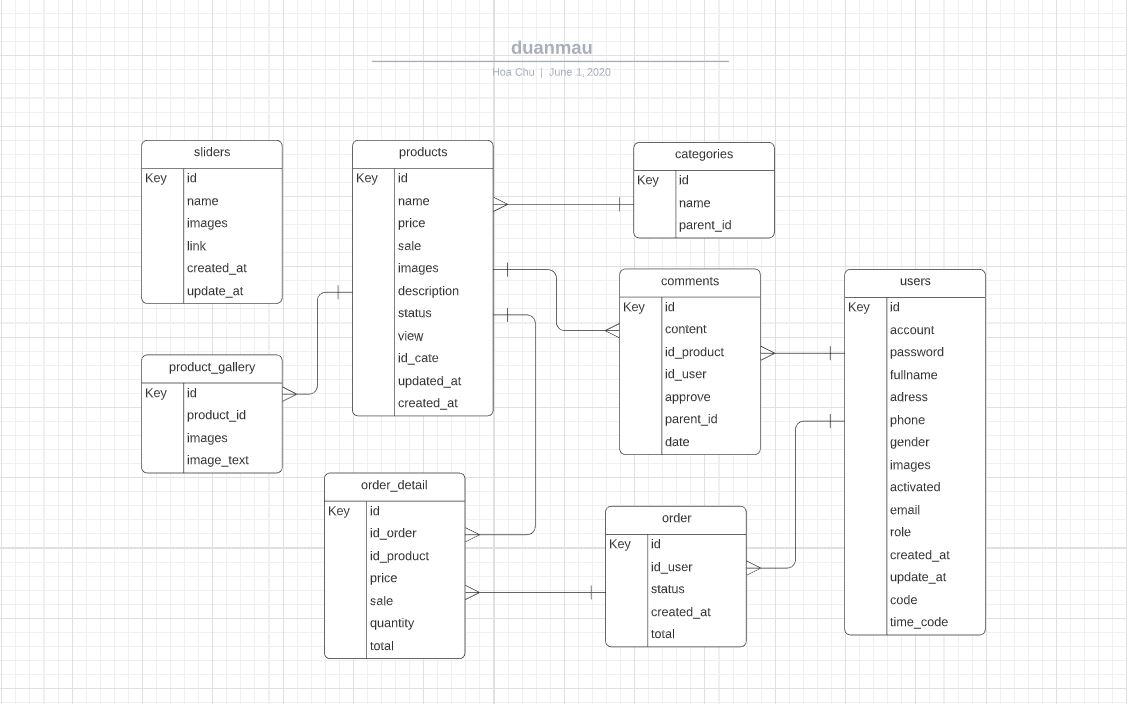 duanmau
Hoa Chu | June 1, 2020
sliders
Key id
name
images
link
created_at
update_at
products
Key id
name
price
sale
images
description
status
view
id_cate
updated_at
created_at
categories
Key id
name
parent_id
comments
Key id
content
id_product
id_user
approve
parent_id
date
users
Key id
account
password
fullname
adress
phone
gender
images
activated
email
role
created_at
update_at
code
time_code
product_gallery
Key id
product_id
images
image_text
order_detail
Key id
id_order
id_product
price
sale
quantity
total
order
Key id
id_user
status
created_at
total